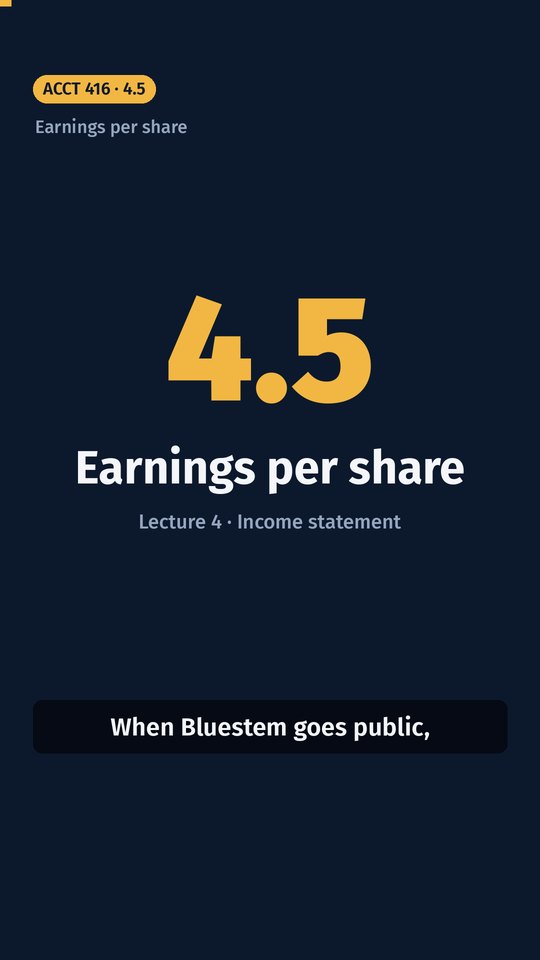 ACCT 416 · 4.5
Earnings per share
4.5
Earnings per share
Lecture 4 · Income statement
When Bluestem goes public,